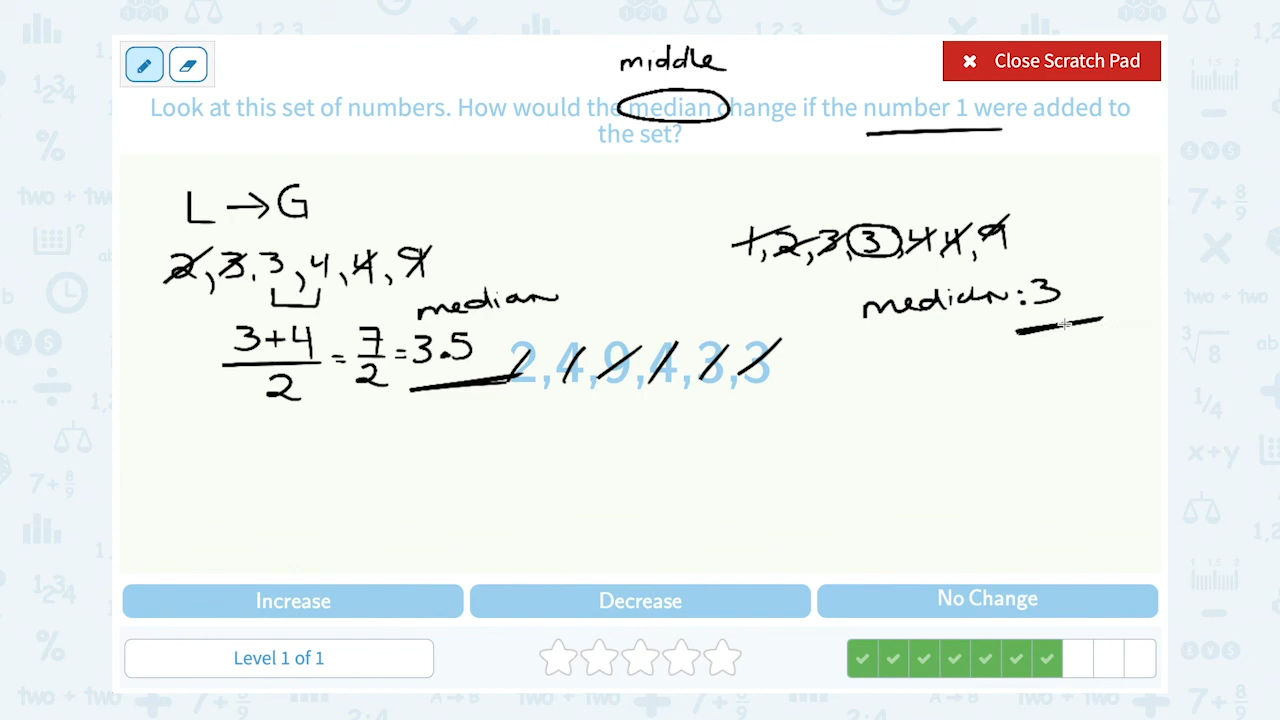 middle
Close Scratch Pad
Look at this set of numbers. How would the median change if the number 1 were added to
the set?
L → G
2, 3, 3, 4, 4, 9
1, 2, 3, 3, 4, 4, 9
median
median: 3
3+4
2
= 7/2 = 3.5
2,4,9,4,3,3
Increase
Decrease
No Change
Level 1 of 1